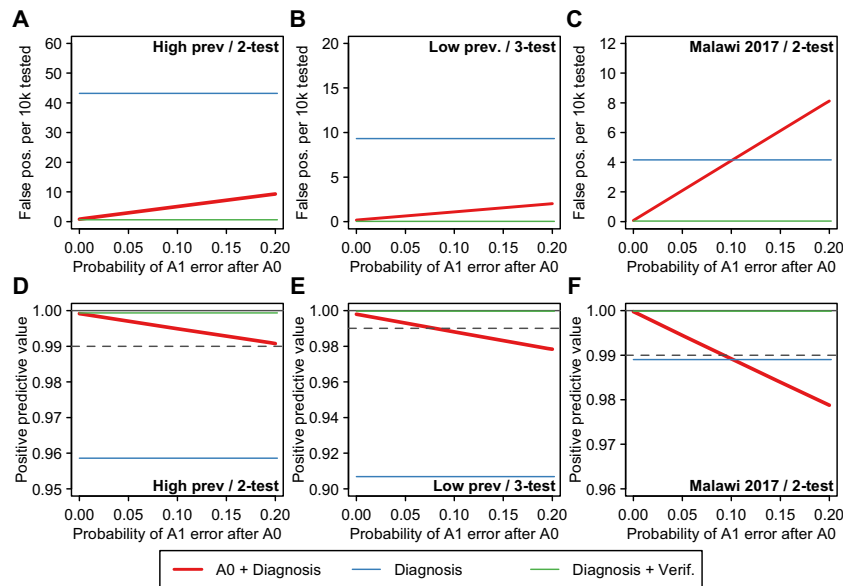 A
High prev / 2-test
False pos. per 10k tested
60
50
40
30
20
10
0
0.00 0.05 0.10 0.15 0.20
Probability of A1 error after A0
B
Low prev. / 3-test
False pos. per 10k tested
20
15
10
5
0
0.00 0.05 0.10 0.15 0.20
Probability of A1 error after A0
C
Malawi 2017 / 2-test
False pos. per 10k tested
12
10
8
6
4
2
0
0.00 0.05 0.10 0.15 0.20
Probability of A1 error after A0
D
Positive predictive value
1.00
0.99
0.98
0.97
0.96
0.95
High prev / 2-test
0.00 0.05 0.10 0.15 0.20
Probability of A1 error after A0
E
Positive predictive value
1.00
0.98
0.96
0.94
0.92
0.90
Low prev / 3-test
0.00 0.05 0.10 0.15 0.20
Probability of A1 error after A0
F
Positive predictive value
1.00
0.99
0.98
0.97
0.96
Malawi 2017 / 2-test
0.00 0.05 0.10 0.15 0.20
Probability of A1 error after A0
A0 + Diagnosis Diagnosis Diagnosis + Verif.